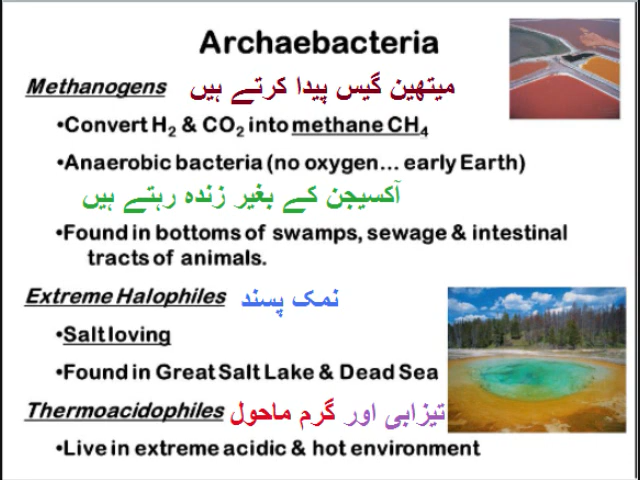 Archaebacteria
Methanogens میتھین گیس پیدا کرتے ہیں
•Convert H₂ & CO₂ into methane CH₄
•Anaerobic bacteria (no oxygen... early Earth)
آکسیجن کے بغیر زندہ رہتے ہیں
•Found in bottoms of swamps, sewage & intestinal
tracts of animals.
Extreme Halophiles نمک پسند
•Salt loving
•Found in Great Salt Lake & Dead Sea
Thermoacidophiles تیزابی اور گرم ماحول
•Live in extreme acidic & hot environment